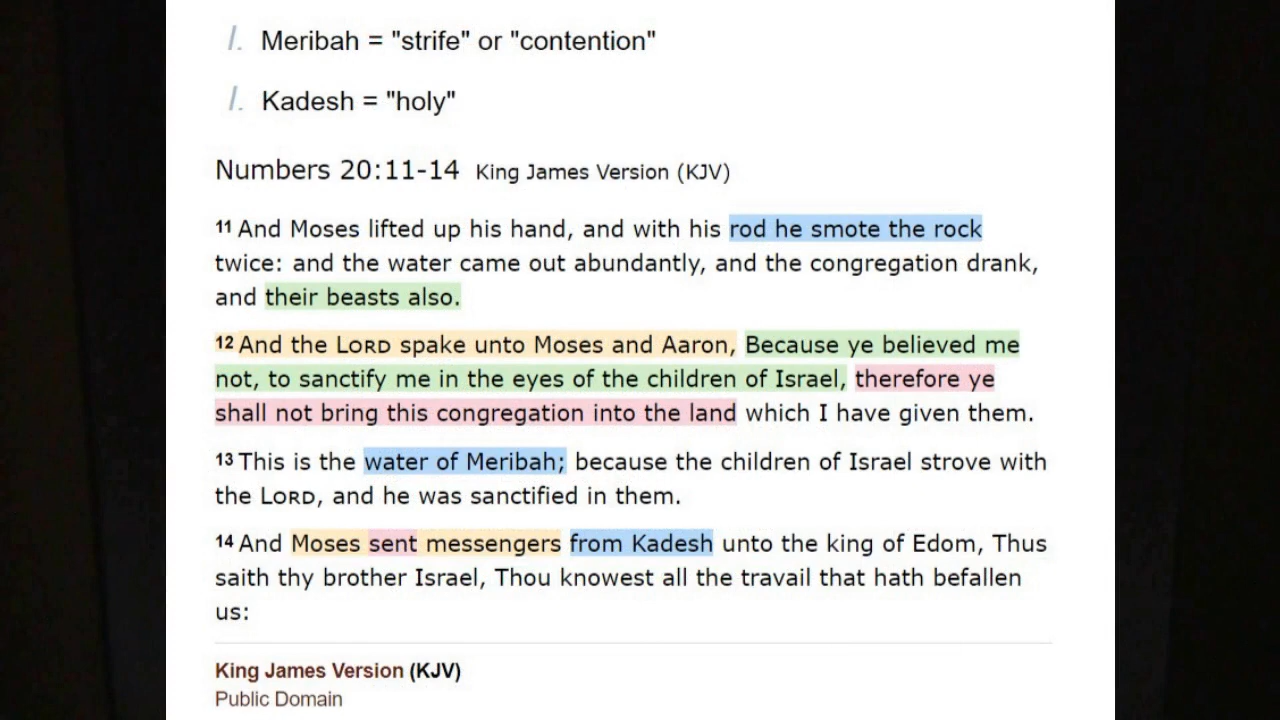 I. Meribah = "strife" or "contention"
I. Kadesh = "holy"
Numbers 20:11-14 King James Version (KJV)
11 And Moses lifted up his hand, and with his rod he smote the rock
twice: and the water came out abundantly, and the congregation drank,
and their beasts also.
12 And the LORD spake unto Moses and Aaron, Because ye believed me
not, to sanctify me in the eyes of the children of Israel, therefore ye
shall not bring this congregation into the land which I have given them.
13 This is the water of Meribah; because the children of Israel strove with
the LORD, and he was sanctified in them.
14 And Moses sent messengers from Kadesh unto the king of Edom, Thus
saith thy brother Israel, Thou knowest all the travail that hath befallen
us:
King James Version (KJV)
Public Domain